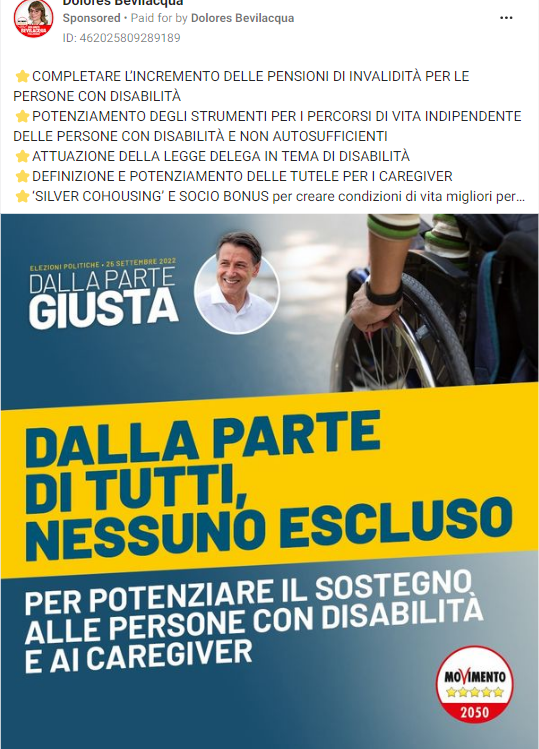 Dolores Bevilacqua
Sponsored • Paid for by Dolores Bevilacqua
ID: 462025809289189
⭐COMPLETARE L'INCREMENTO DELLE PENSIONI DI INVALIDITÀ PER LE
PERSONE CON DISABILITÀ
⭐POTENZIAMENTO DEGLI STRUMENTI PER I PERCORSI DI VITA INDIPENDENTE
DELLE PERSONE CON DISABILITÀ E NON AUTOSUFFICIENTI
⭐ATTUAZIONE DELLA LEGGE DELEGA IN TEMA DI DISABILITÀ
⭐DEFINIZIONE E POTENZIAMENTO DELLE TUTELE PER I CAREGIVER
⭐'SILVER COHOUSING' E SOCIO BONUS per creare condizioni di vita migliori per...
ELEZIONI POLITICHE • 25 SETTEMBRE 2022
DALLA PARTE
GIUSTA
DALLA PARTE
DI TUTTI,
NESSUNO ESCLUSO
PER POTENZIARE IL SOSTEGNO
ALLE PERSONE CON DISABILITÀ
E AI CAREGIVER
MOVIMENTO
2050